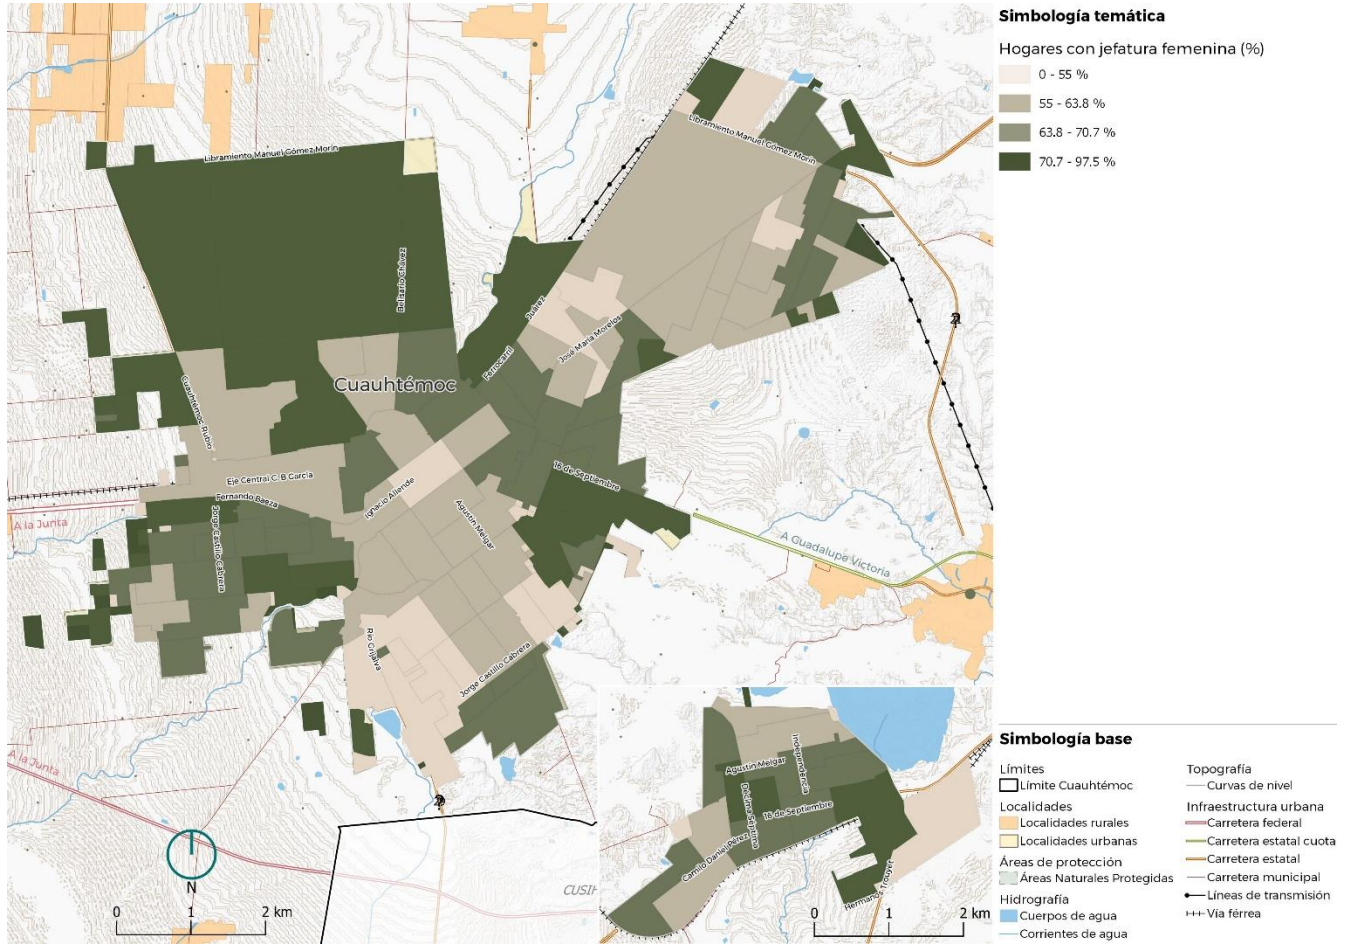 Simbología temática
Hogares con jefatura femenina (%)
0 - 55 %
55 - 63.8 %
63.8 - 70.7 %
70.7 - 97.5 %
Libramiento Manuel Gómez Morín
Libramiento Manuel Gómez Morín
Belisario Chávez
Juárez
José María Morelos
Ferrocarril
Cuauhtémoc
Cuauhtémoc Rubio
16 de Septiembre
Eje Central C. B García
Fernando Baeza
Ignacio Allende
Agustín Melgar
A la Junta
Jorge Castillo Cabrera
A Guadalupe Victoria
Río Grijalva
Jorge Castillo Cabrera
A la Junta
N
0 1 2 km
CUSIH
Independencia
Agustín Melgar
Décima Séptima
16 de Septiembre
Camilo Daniel Pérez
Hermanos Trouyet
0 1 2 km
Simbología base
Límites
Límite Cuauhtémoc
Localidades
Localidades rurales
Localidades urbanas
Áreas de protección
Áreas Naturales Protegidas
Hidrografía
Cuerpos de agua
Corrientes de agua
Topografía
Curvas de nivel
Infraestructura urbana
Carretera federal
Carretera estatal cuota
Carretera estatal
Carretera municipal
Líneas de transmisión
Vía férrea